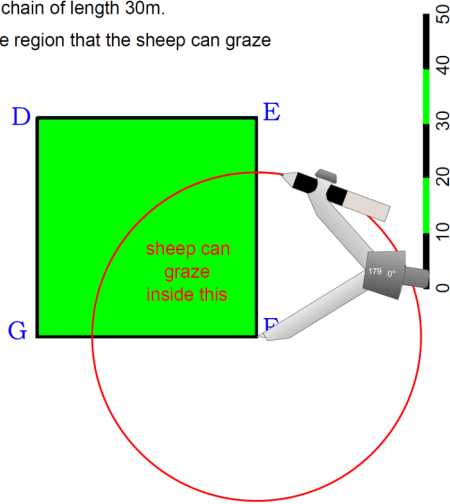 chain of length 30m.
e region that the sheep can graze
D
E
sheep can
graze
inside this
G
F
179 0°
50
40
30
20
10
0